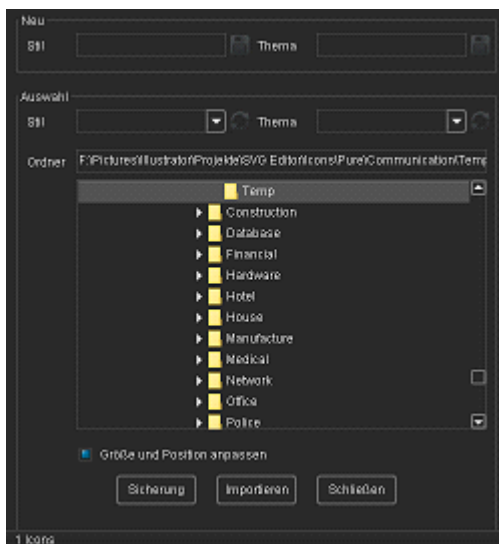 Neu
Stil Thema
Auswahl
Stil Thema
Ordner F:\Pictures\Illustrator\Projekte\SVG Editor\Icons\Pure\Communication\Temp
Temp
Construction
Database
Financial
Hardware
Hotel
House
Manufacture
Medical
Network
Office
Police
Größe und Position anpassen
Sicherung Importieren Schließen
1 Icons